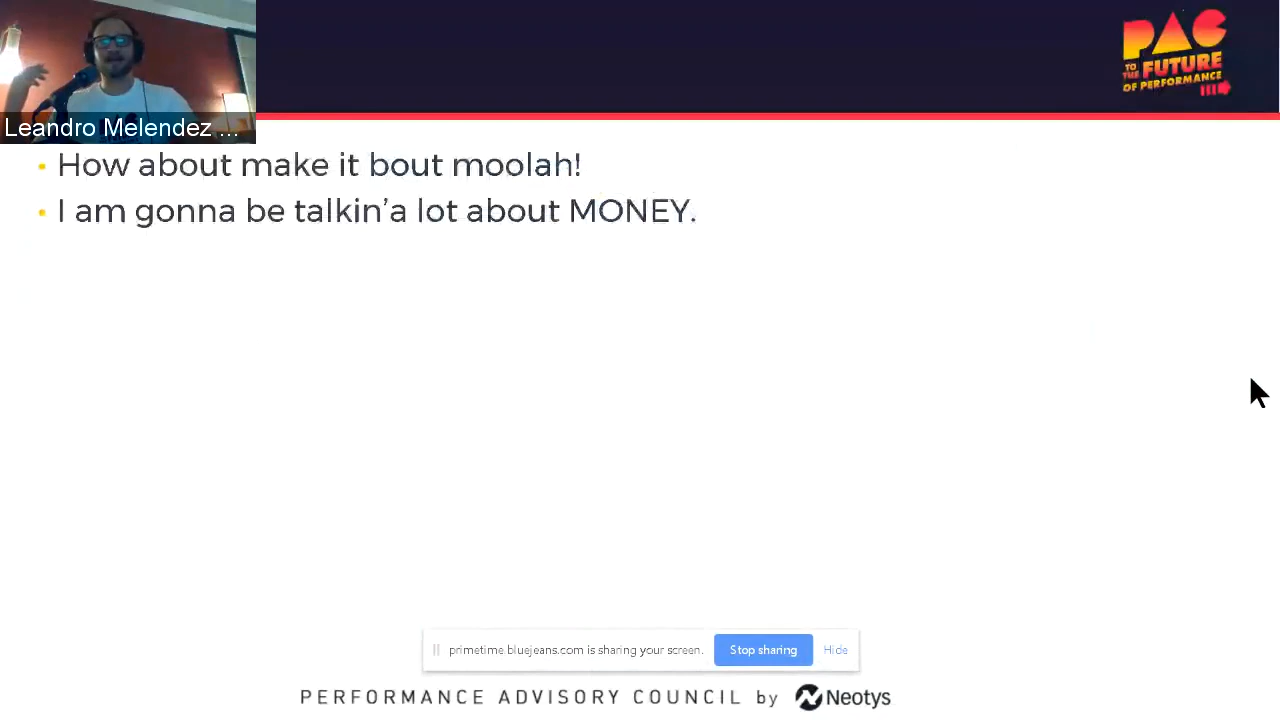 PAC
TO THE FUTURE
OF PERFORMANCE
Leandro Melendez ...
• How about make it bout moolah!
• I am gonna be talkin’a lot about MONEY.
primetime.bluejeans.com is sharing your screen.
Stop sharing
Hide
PERFORMANCE ADVISORY COUNCIL by Neotys